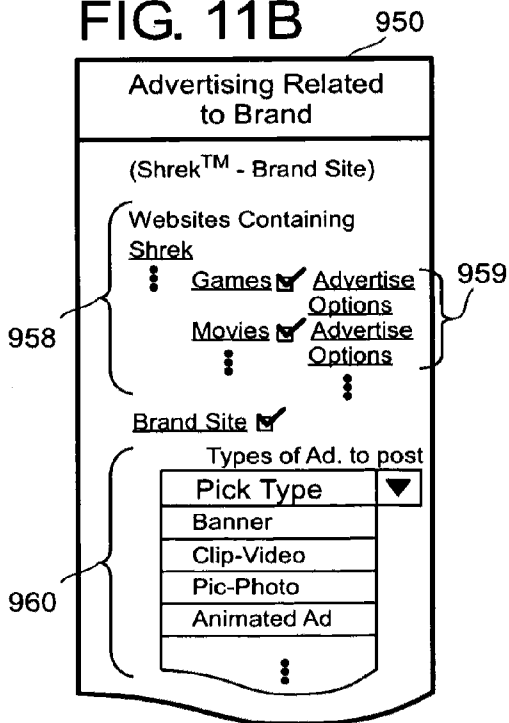 FIG. 11B
950
Advertising Related
to Brand
(Shrek™ - Brand Site)
Websites Containing
Shrek
Games Advertise
Options
Movies Advertise
Options
958
959
Brand Site
Types of Ad. to post
Pick Type
Banner
Clip-Video
Pic-Photo
Animated Ad
960